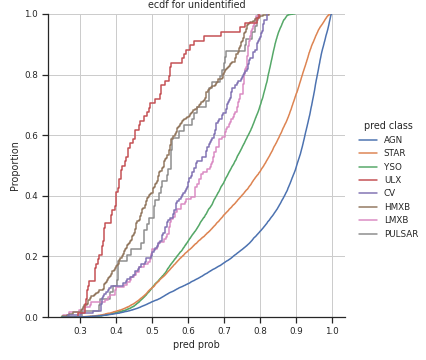 ecdf for unidentified
1.0
0.8
0.6
0.4
0.2
0.0
Proportion
0.3 0.4 0.5 0.6 0.7 0.8 0.9 1.0
pred prob
pred class
AGN
STAR
YSO
ULX
CV
HMXB
LMXB
PULSAR